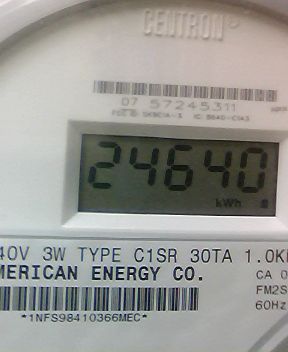 CENTRON
07 57245311
24640
kWh
40V 3W TYPE C1SR 30TA 1.0K
MERICAN ENERGY CO.
CA 0
FM2S
60Hz
*1NFS98410366MEC*